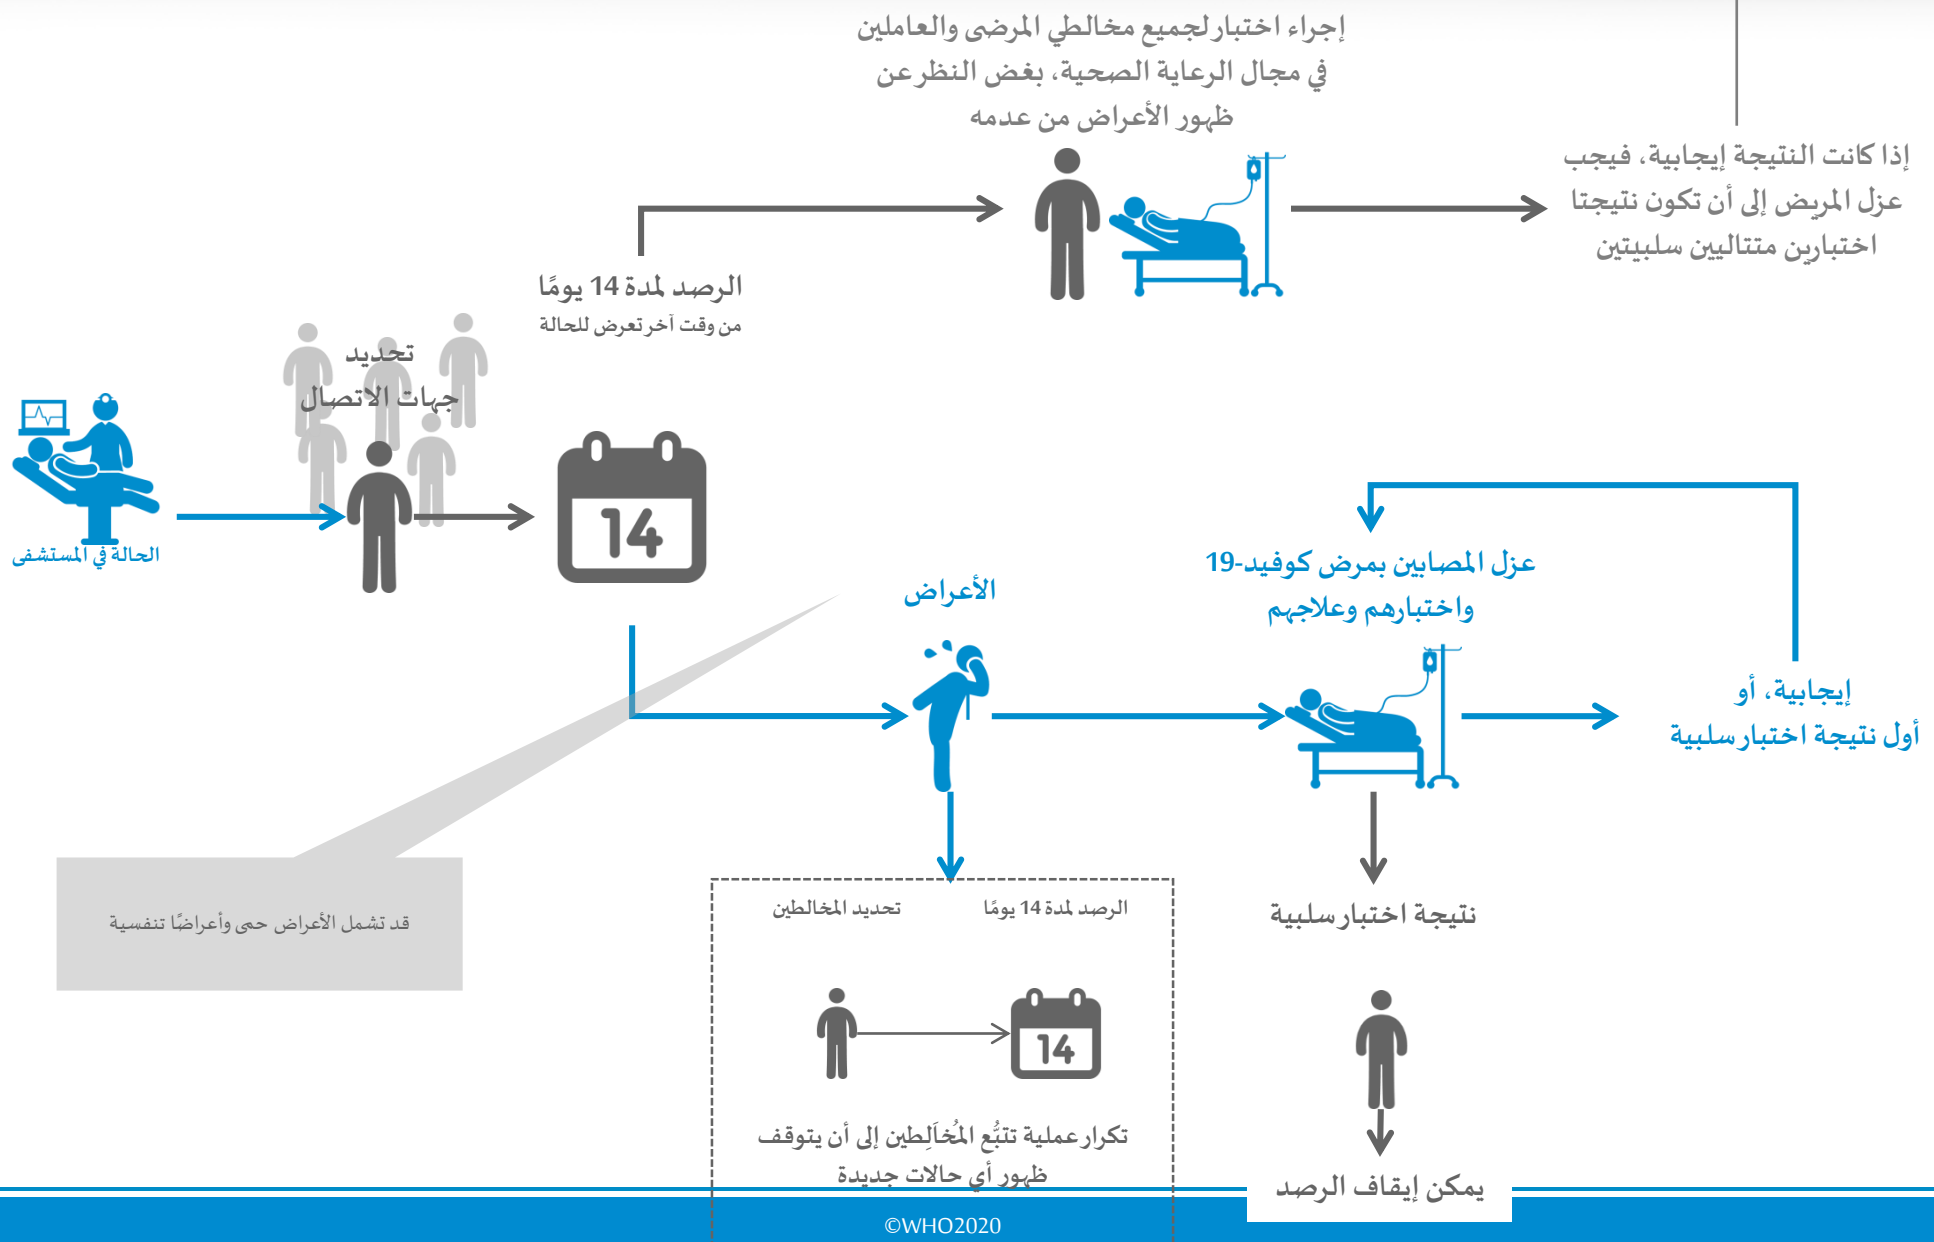 إجراء اختبار لجميع مخالطي المرضى والعاملين
في مجال الرعاية الصحية، بغض النظر عن
ظهور الأعراض من عدمه
إذا كانت النتيجة إيجابية، فيجب
عزل المريض إلى أن تكون نتيجتا
اختبارين متتاليين سلبيتين
الرصد لمدة 14 يومًا
من وقت آخر تعرض للحالة
تحديد
جهات الاتصال
الحالة في المستشفى
14
الأعراض
عزل المصابين بمرض كوفيد-19
واختبارهم وعلاجهم
إيجابية، أو
أول نتيجة اختبار سلبية
قد تشمل الأعراض حمى وأعراضًا تنفسية
الرصد لمدة 14 يومًا
تحديد المخالطين
14
تكرار عملية تتبُّع المُخاَلِطين إلى أن يتوقف
ظهور أي حالات جديدة
نتيجة اختبار سلبية
يمكن إيقاف الرصد
©WHO2020